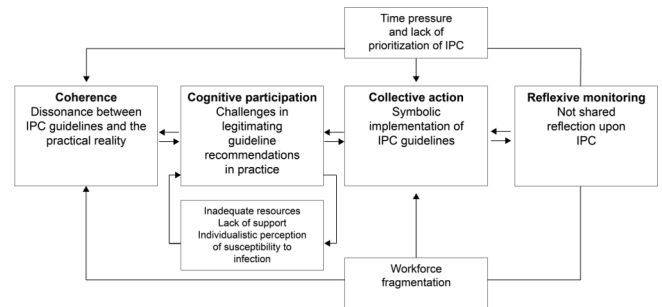 Time pressure
and lack of
prioritization of IPC
Coherence
Dissonance between
IPC guidelines and the
practical reality
Cognitive participation
Challenges in
legitimating
guideline
recommendations
in practice
Collective action
Symbolic
implementation of
IPC guidelines
Reflexive monitoring
Not shared
reflection upon
IPC
Inadequate resources
Lack of support
Individualistic perception
of susceptibility to
infection
Workforce
fragmentation